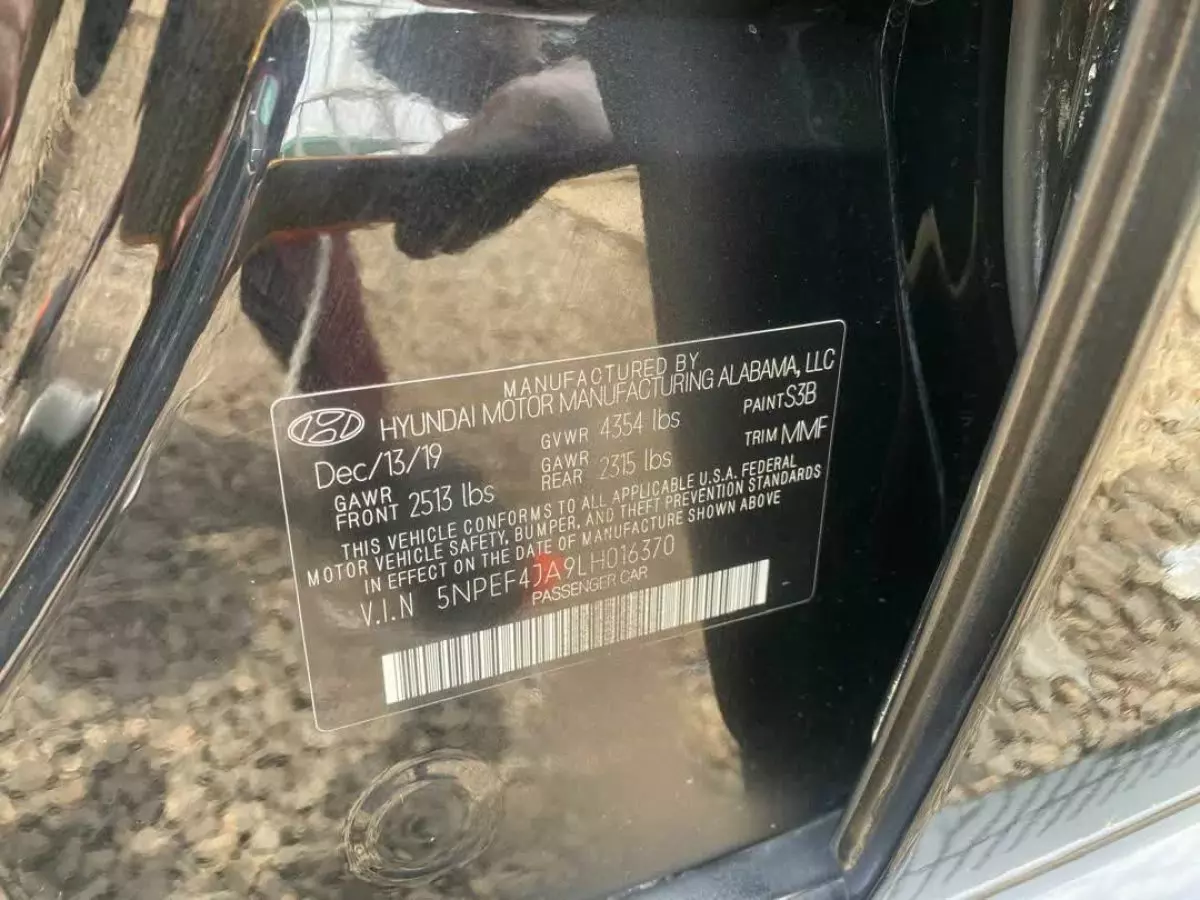 MANUFACTURED BY
HYUNDAI MOTOR MANUFACTURING ALABAMA, LLC
Dec/13/19 GVWR 4354 lbs PAINT S3B
GAWR FRONT 2513 lbs GAWR REAR 2315 lbs TRIM MMF
THIS VEHICLE CONFORMS TO ALL APPLICABLE U.S.A. FEDERAL
MOTOR VEHICLE SAFETY, BUMPER, AND THEFT PREVENTION STANDARDS
IN EFFECT ON THE DATE OF MANUFACTURE SHOWN ABOVE
V.I.N 5NPEF4JA9LH016370
PASSENGER CAR